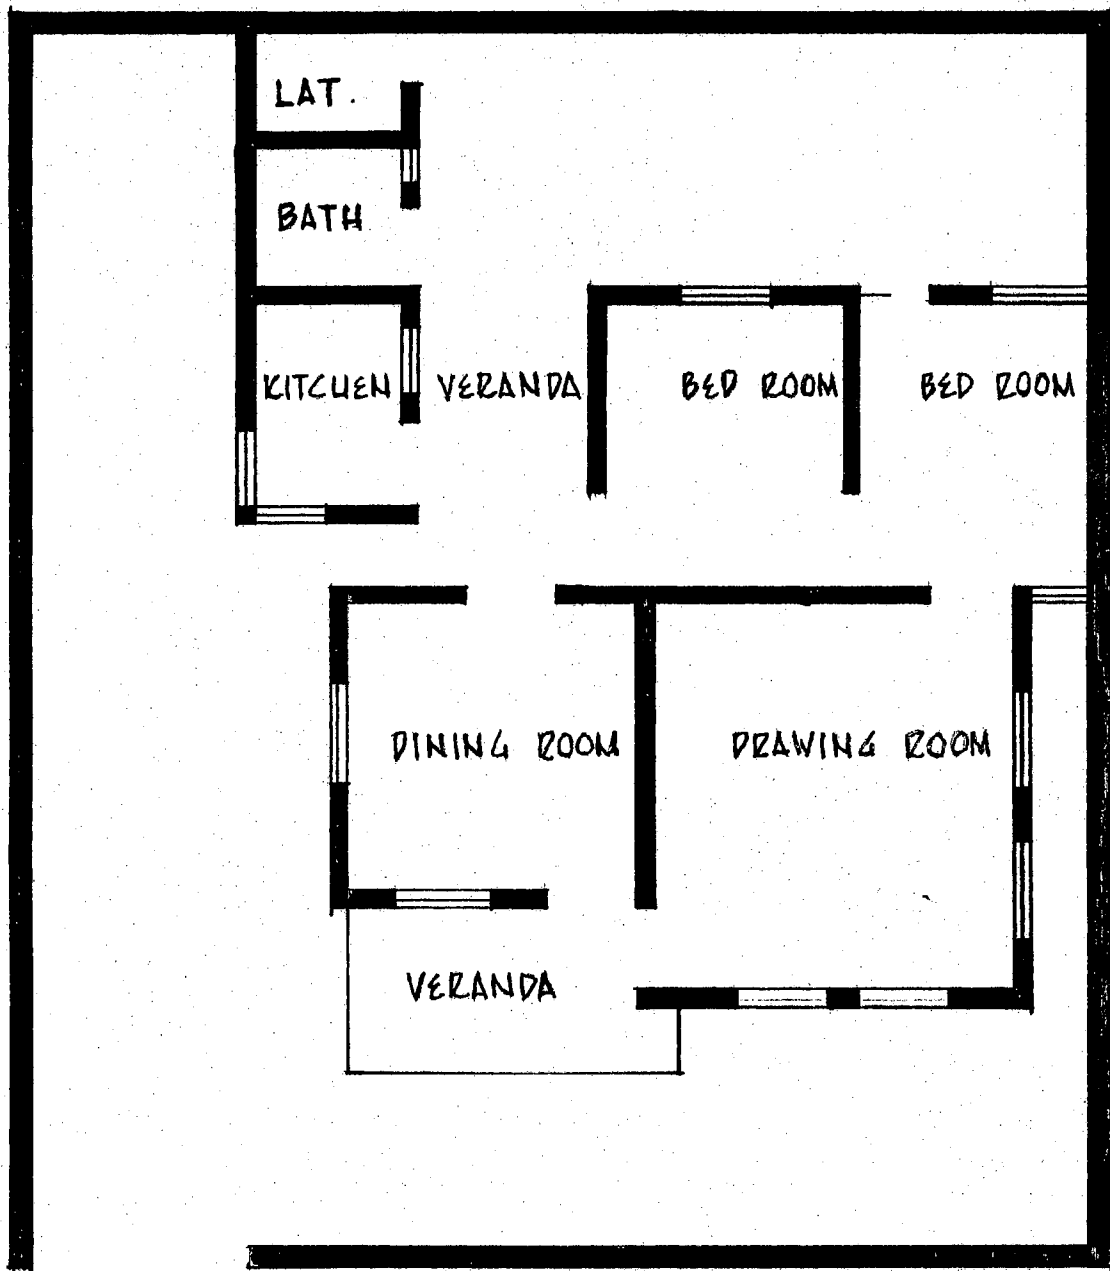 LAT.
BATH
KITCHEN VERANDA BED ROOM BED ROOM
DINING ROOM DRAWING ROOM
VERANDA